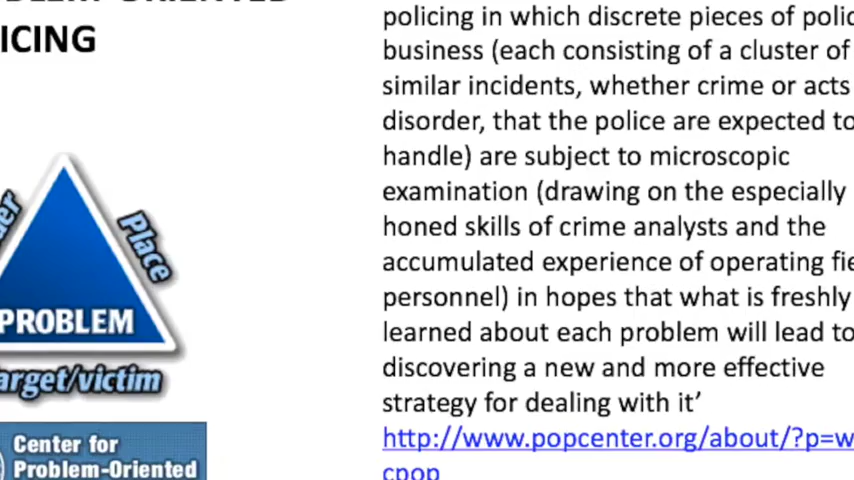 ICING
policing in which discrete pieces of polic
business (each consisting of a cluster of
similar incidents, whether crime or acts
disorder, that the police are expected to
handle) are subject to microscopic
examination (drawing on the especially
honed skills of crime analysts and the
accumulated experience of operating fie
personnel) in hopes that what is freshly
learned about each problem will lead to
discovering a new and more effective
strategy for dealing with it’
http://www.popcenter.org/about/?p=w
cpop
Place
PROBLEM
arget/victim
Center for
Problem-Oriented